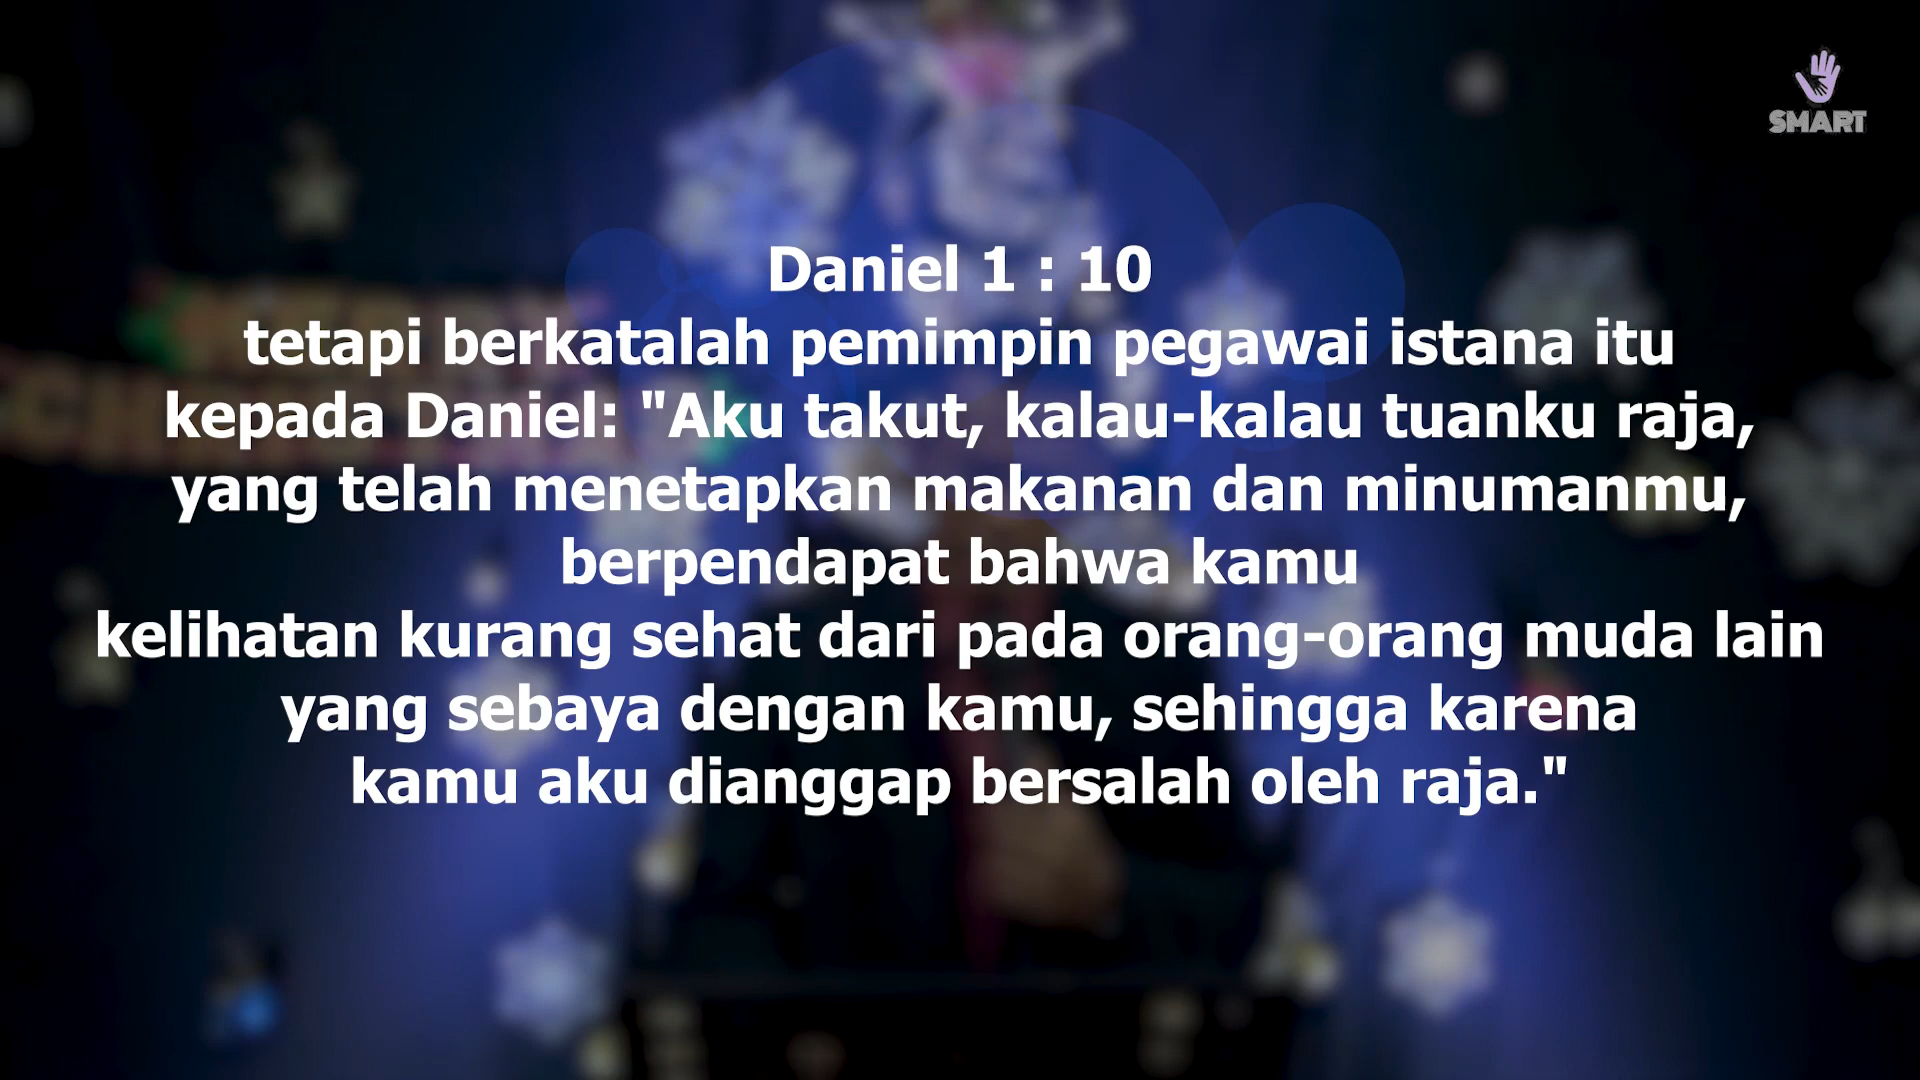 SMART
Daniel 1 : 10
tetapi berkatalah pemimpin pegawai istana itu
kepada Daniel: "Aku takut, kalau-kalau tuanku raja,
yang telah menetapkan makanan dan minumanmu,
berpendapat bahwa kamu
kelihatan kurang sehat dari pada orang-orang muda lain
yang sebaya dengan kamu, sehingga karena
kamu aku dianggap bersalah oleh raja."